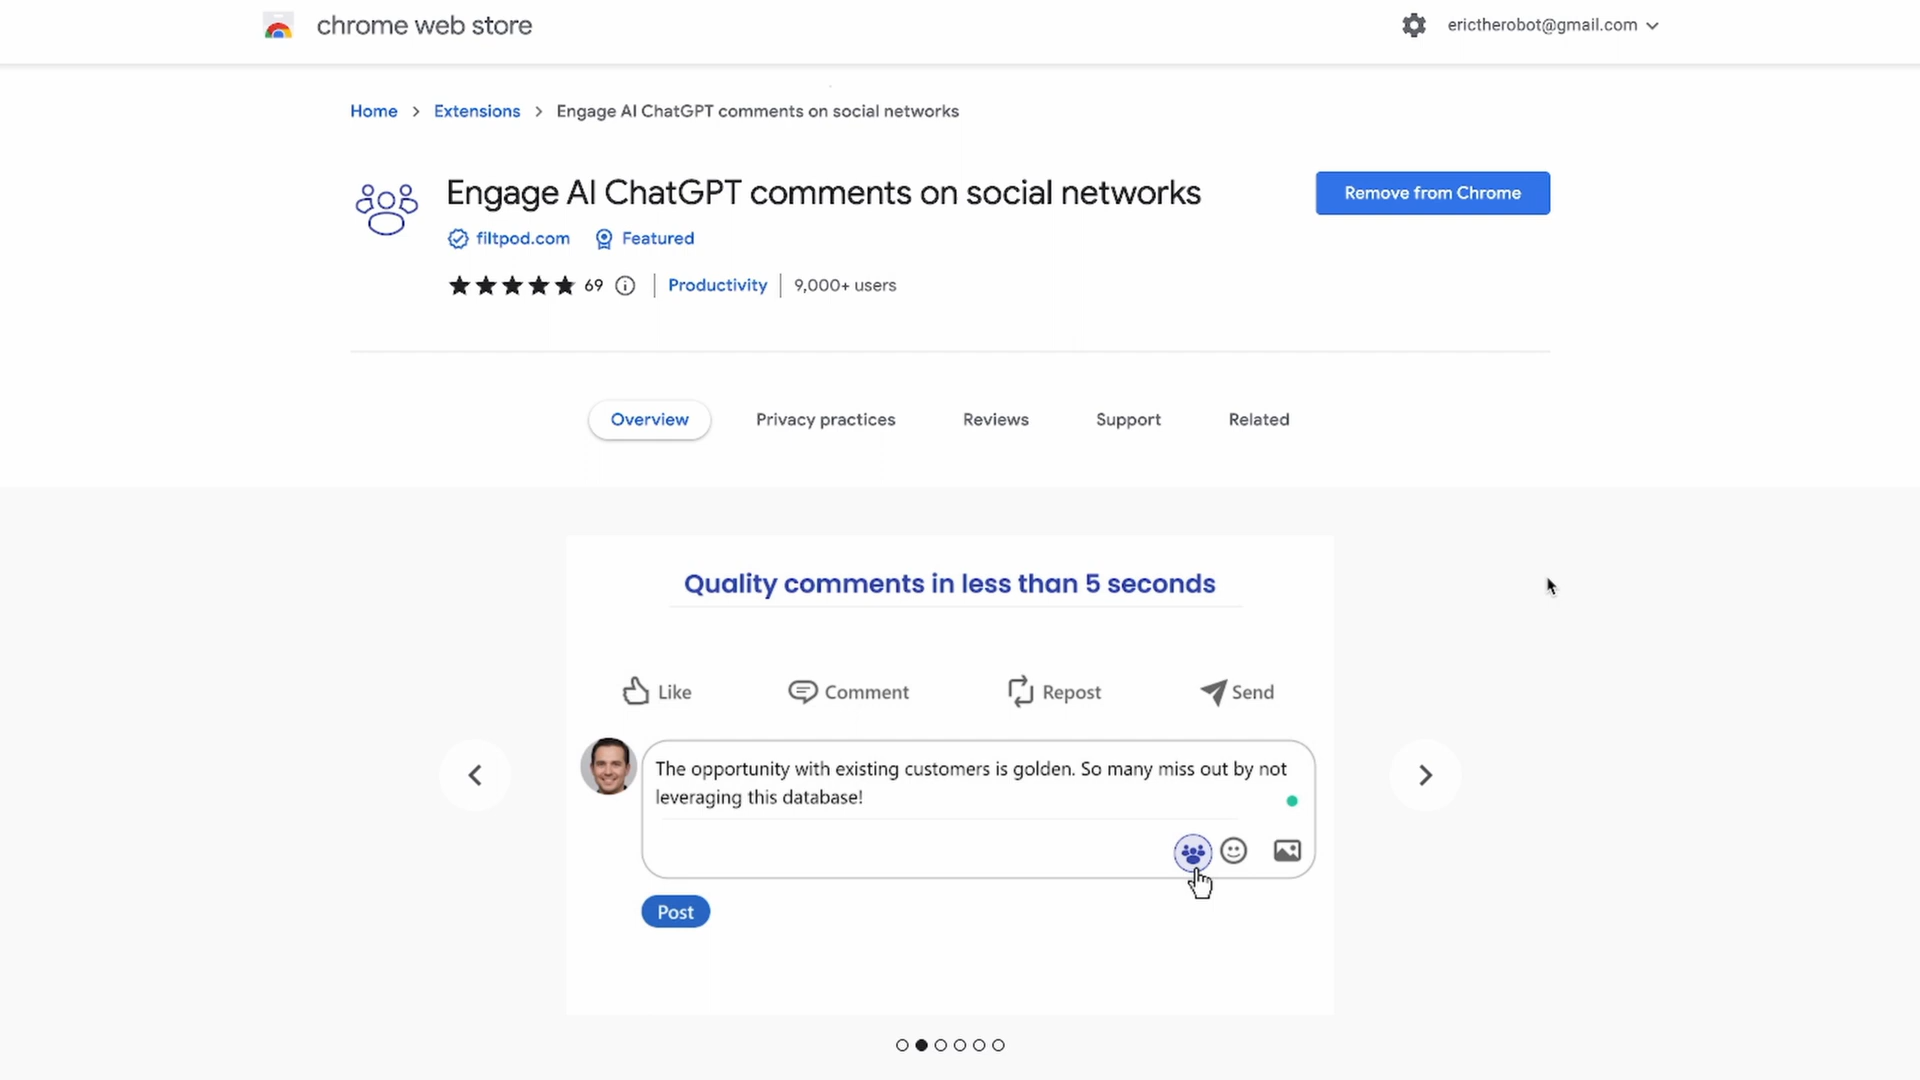 chrome web store
erictherobot@gmail.com
Home > Extensions > Engage AI ChatGPT comments on social networks
Engage AI ChatGPT comments on social networks
Remove from Chrome
filtpod.com Featured
69 Productivity 9,000+ users
Overview Privacy practices Reviews Support Related
Quality comments in less than 5 seconds
Like Comment Repost Send
The opportunity with existing customers is golden. So many miss out by not
leveraging this database!
Post